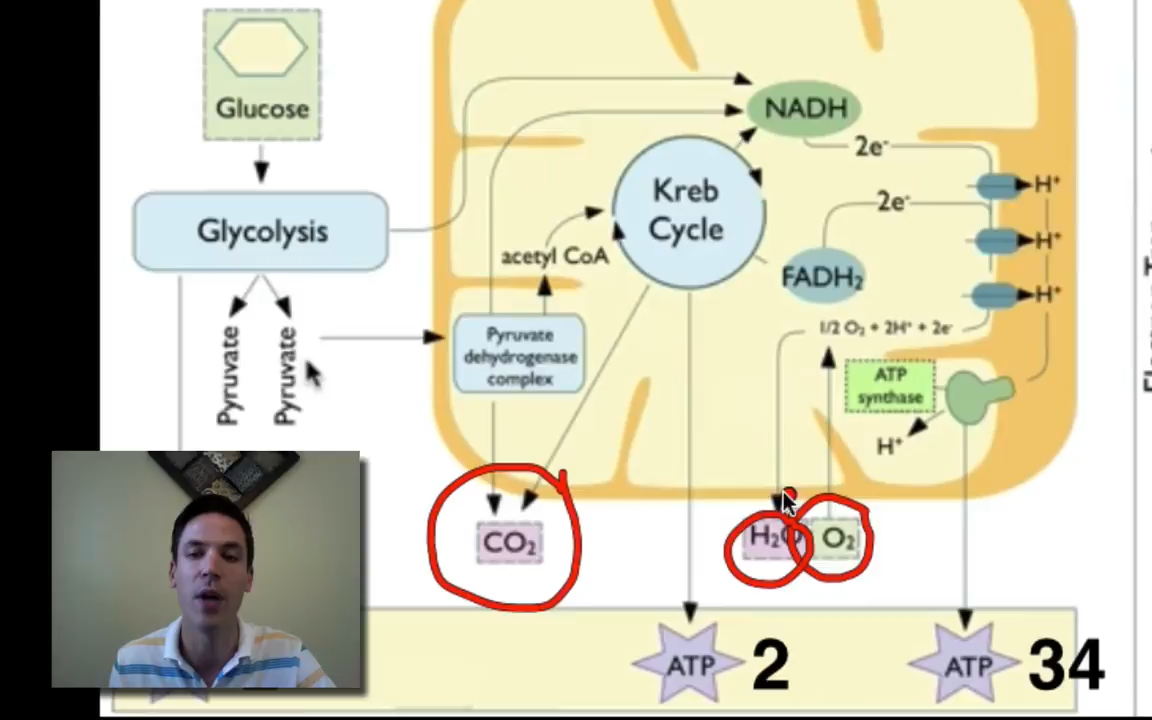 Glucose
Glycolysis
Pyruvate
Pyruvate
Pyruvate
dehydrogenase
complex
acetyl CoA
Kreb
Cycle
NADH
2e⁻
2e⁻
FADH₂
H⁺
H⁺
H⁺
1/2 O₂ + 2H⁺ + 2e⁻
ATP
synthase
H⁺
CO₂
H₂O
O₂
ATP
2
ATP
34